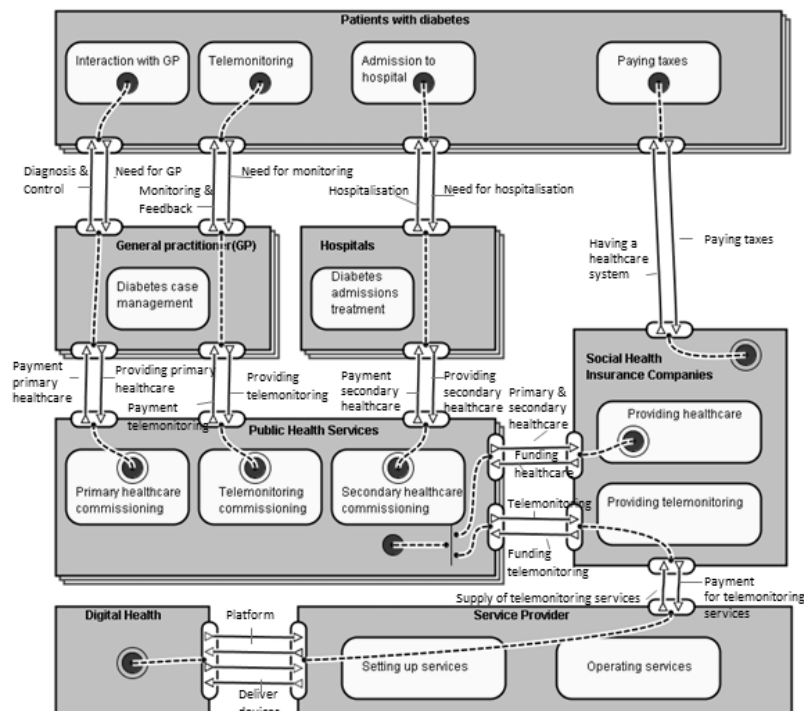 Patients with diabetes
Interaction with GP
Telemonitoring
Admission to
hospital
Paying taxes
Diagnosis &
Control
Need for GP
Monitoring &
Feedback
Need for monitoring
Hospitalisation
Need for hospitalisation
Having a
healthcare
system
Paying taxes
General practitioner(GP)
Diabetes case
management
Hospitals
Diabetes
admissions
treatment
Social Health
Insurance Companies
Providing healthcare
Providing telemonitoring
Payment
primary
healthcare
Providing primary
healthcare
Payment
telemonitoring
Providing
telemonitoring
Payment
secondary
healthcare
Providing
secondary
healthcare
Primary &
secondary
healthcare
Funding
healthcare
Telemonitoring
Funding
telemonitoring
Public Health Services
Primary healthcare
commissioning
Telemonitoring
commissioning
Secondary healthcare
commissioning
Supply of telemonitoring services
Payment
for telemonitoring
services
Digital Health
Platform
Deliver
devices
Service Provider
Setting up services
Operating services